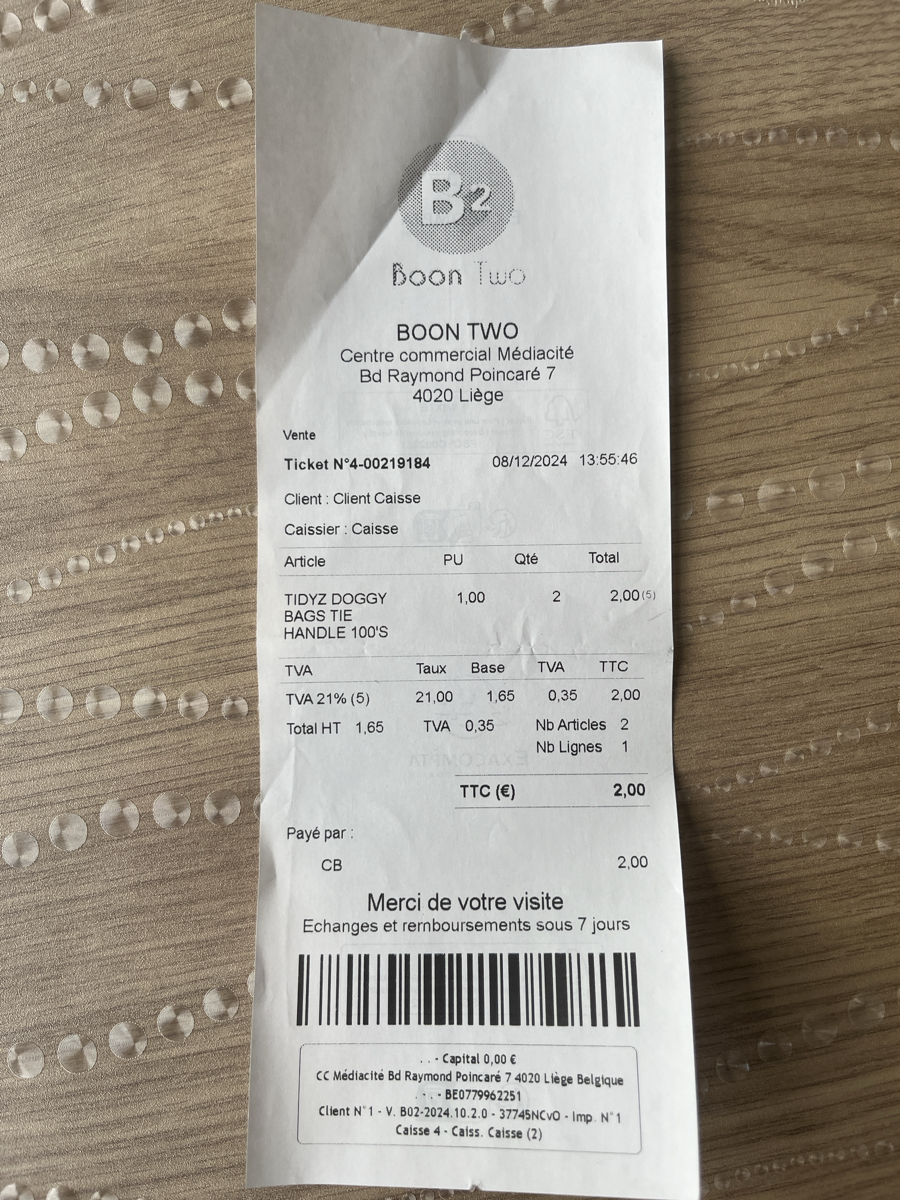 B2
Boon Two
BOON TWO
Centre commercial Médiacité
Bd Raymond Poincaré 7
4020 Liège
Vente
Ticket N°4-00219184 08/12/2024 13:55:46
Client : Client Caisse
Caissier : Caisse
Article PU Qté Total
TIDYZ DOGGY 1,00 2 2,00 (5)
BAGS TIE
HANDLE 100'S
TVA Taux Base TVA TTC
TVA 21% (5) 21,00 1,65 0,35 2,00
Total HT 1,65 TVA 0,35 Nb Articles 2
Nb Lignes 1
TTC (€) 2,00
Payé par :
CB 2,00
Merci de votre visite
Echanges et remboursements sous 7 jours
. . - Capital 0,00 €
CC Médiacité Bd Raymond Poincaré 7 4020 Liège Belgique
. - . - BE0779962251
Client N°1 - V. B02-2024.10.2.0 - 37745NCvO - Imp. N°1
Caisse 4 - Caiss. Caisse (2)